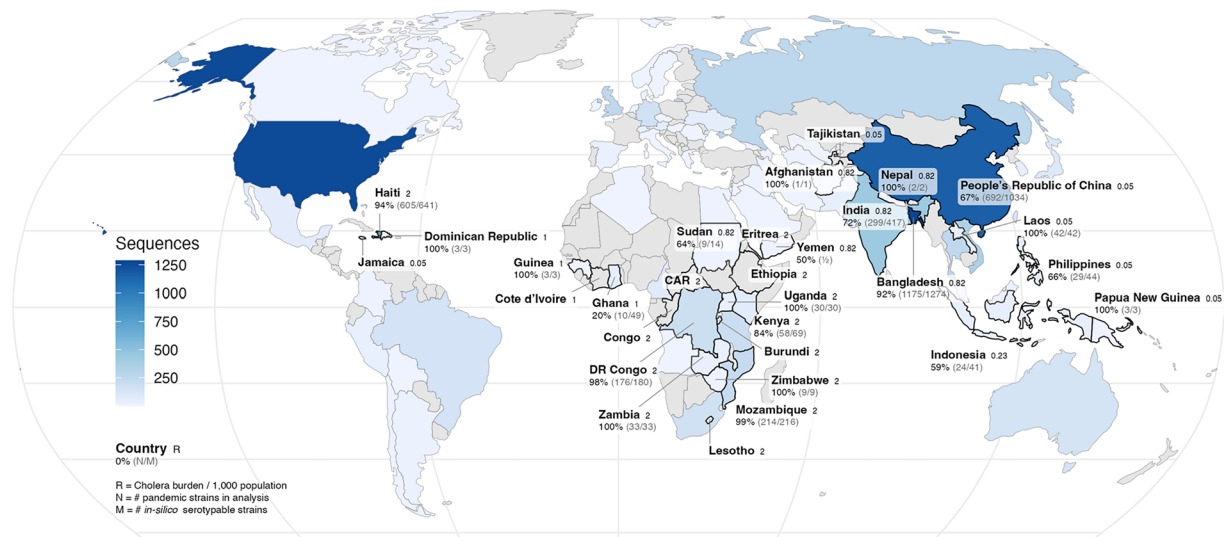 Tajikistan 0.05
Afghanistan 0.82
100% (1/1)
Nepal 0.82
100% (2/2)
People's Republic of China 0.05
67% (692/1034)
Haiti 2
94% (605/641)
India 0.82
72% (299/417)
Laos 0.05
100% (42/42)
Dominican Republic 1
100% (3/3)
Sudan 0.82
64% (9/14)
Eritrea 2
Yemen 0.82
50% (½)
Jamaica 0.05
Guinea 1
100% (3/3)
Philippines 0.05
66% (29/44)
CAR 2
Ethiopia 2
Bangladesh 0.82
92% (1175/1274)
Cote d'Ivoire 1
Ghana 1
20% (10/49)
Uganda 2
100% (30/30)
Papua New Guinea 0.05
100% (3/3)
Kenya 2
84% (58/69)
Congo 2
Burundi 2
Indonesia 0.23
59% (24/41)
DR Congo 2
98% (176/180)
Zimbabwe 2
100% (9/9)
Zambia 2
100% (33/33)
Mozambique 2
99% (214/216)
Lesotho 2
Sequences
1250
1000
750
500
250
Country R
0% (N/M)
R = Cholera burden / 1,000 population
N = # pandemic strains in analysis
M = # in-silico serotypable strains